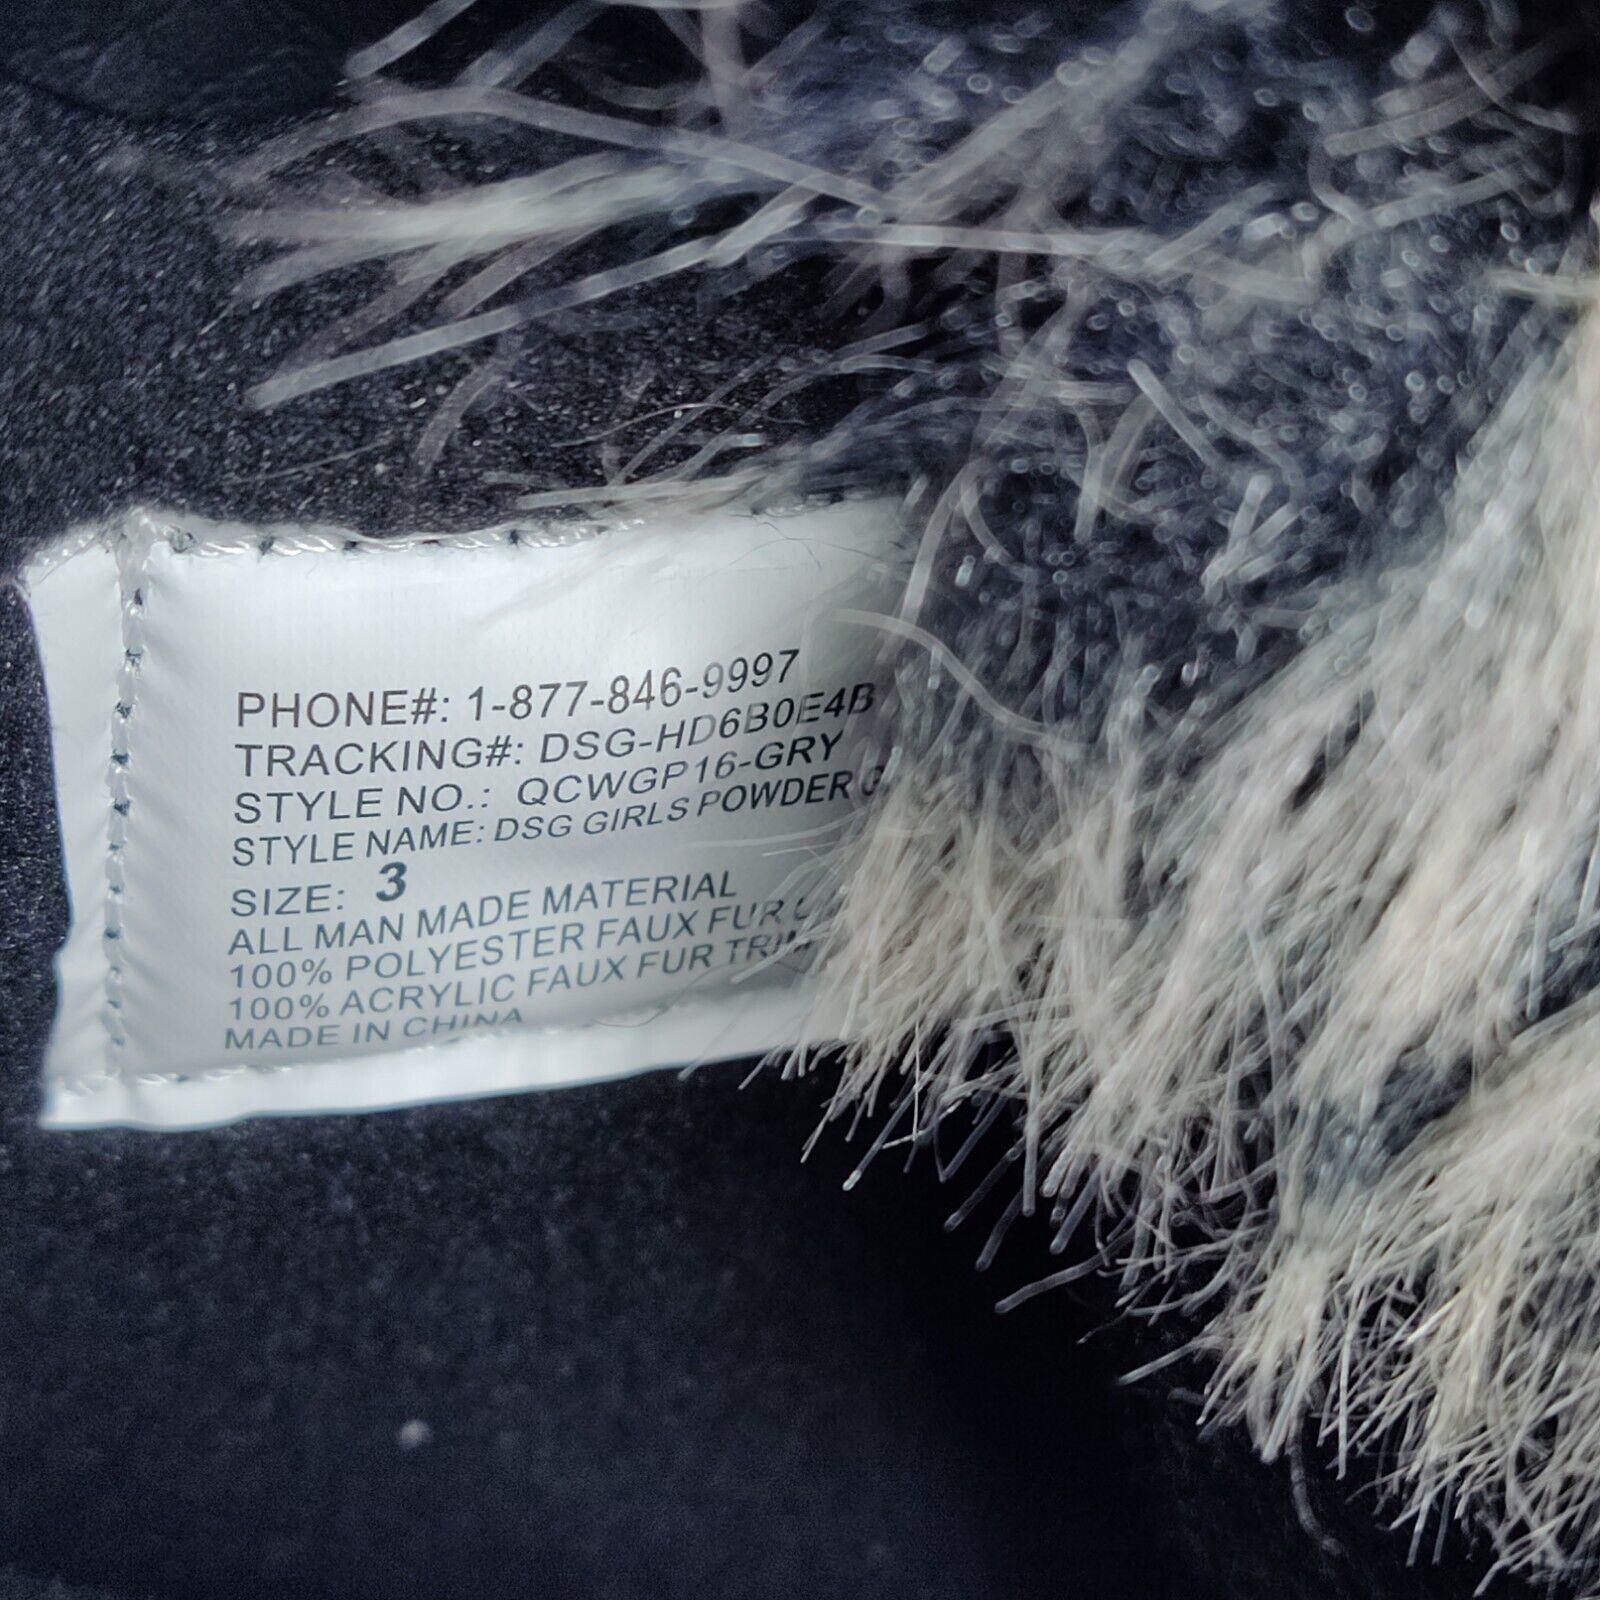 PHONE#: 1-877-846-9997
TRACKING#: DSG-HD6B0E4B
STYLE NO.: QCWGP16-GRY
STYLE NAME: DSG GIRLS POWDER
SIZE: 3
ALL MAN MADE MATERIAL
100% POLYESTER FAUX FUR
100% ACRYLIC FAUX FUR TRIM
MADE IN CHINA